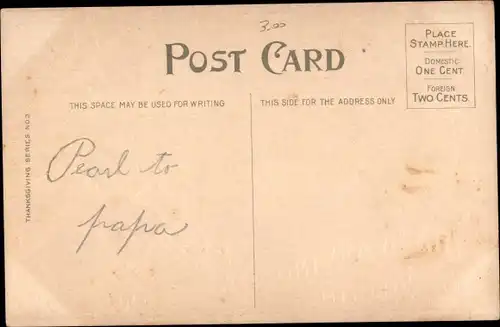 3.00
POST CARD
PLACE
STAMP HERE.
DOMESTIC
ONE CENT.
FOREIGN
TWO CENTS.
THIS SPACE MAY BE USED FOR WRITING
THIS SIDE FOR THE ADDRESS ONLY
THANKSGIVING SERIES NO. 3
Pearl to
papa